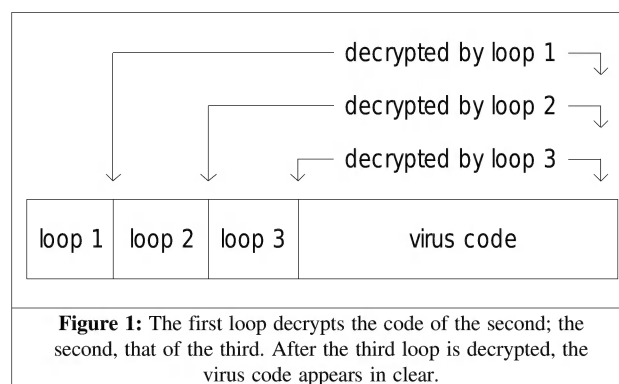 decrypted by loop 1
decrypted by loop 2
decrypted by loop 3
loop 1 loop 2 loop 3 virus code
Figure 1: The first loop decrypts the code of the second; the
second, that of the third. After the third loop is decrypted, the
virus code appears in clear.